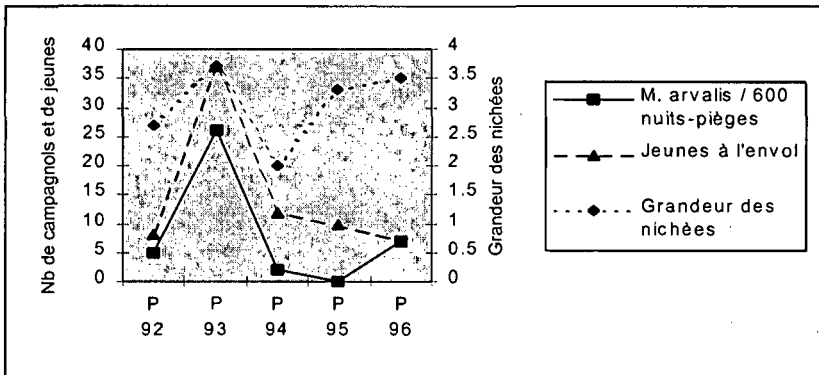 Nb de campagnols et de jeunes
40
35
30
25
20
15
10
5
0
4
3.5
3
2.5
2
1.5
1
0.5
0
Grandeur des nichées
P P P P P
92 93 94 95 96
M. arvalis / 600
nuits-pièges
Jeunes à l'envol
Grandeur des
nichées